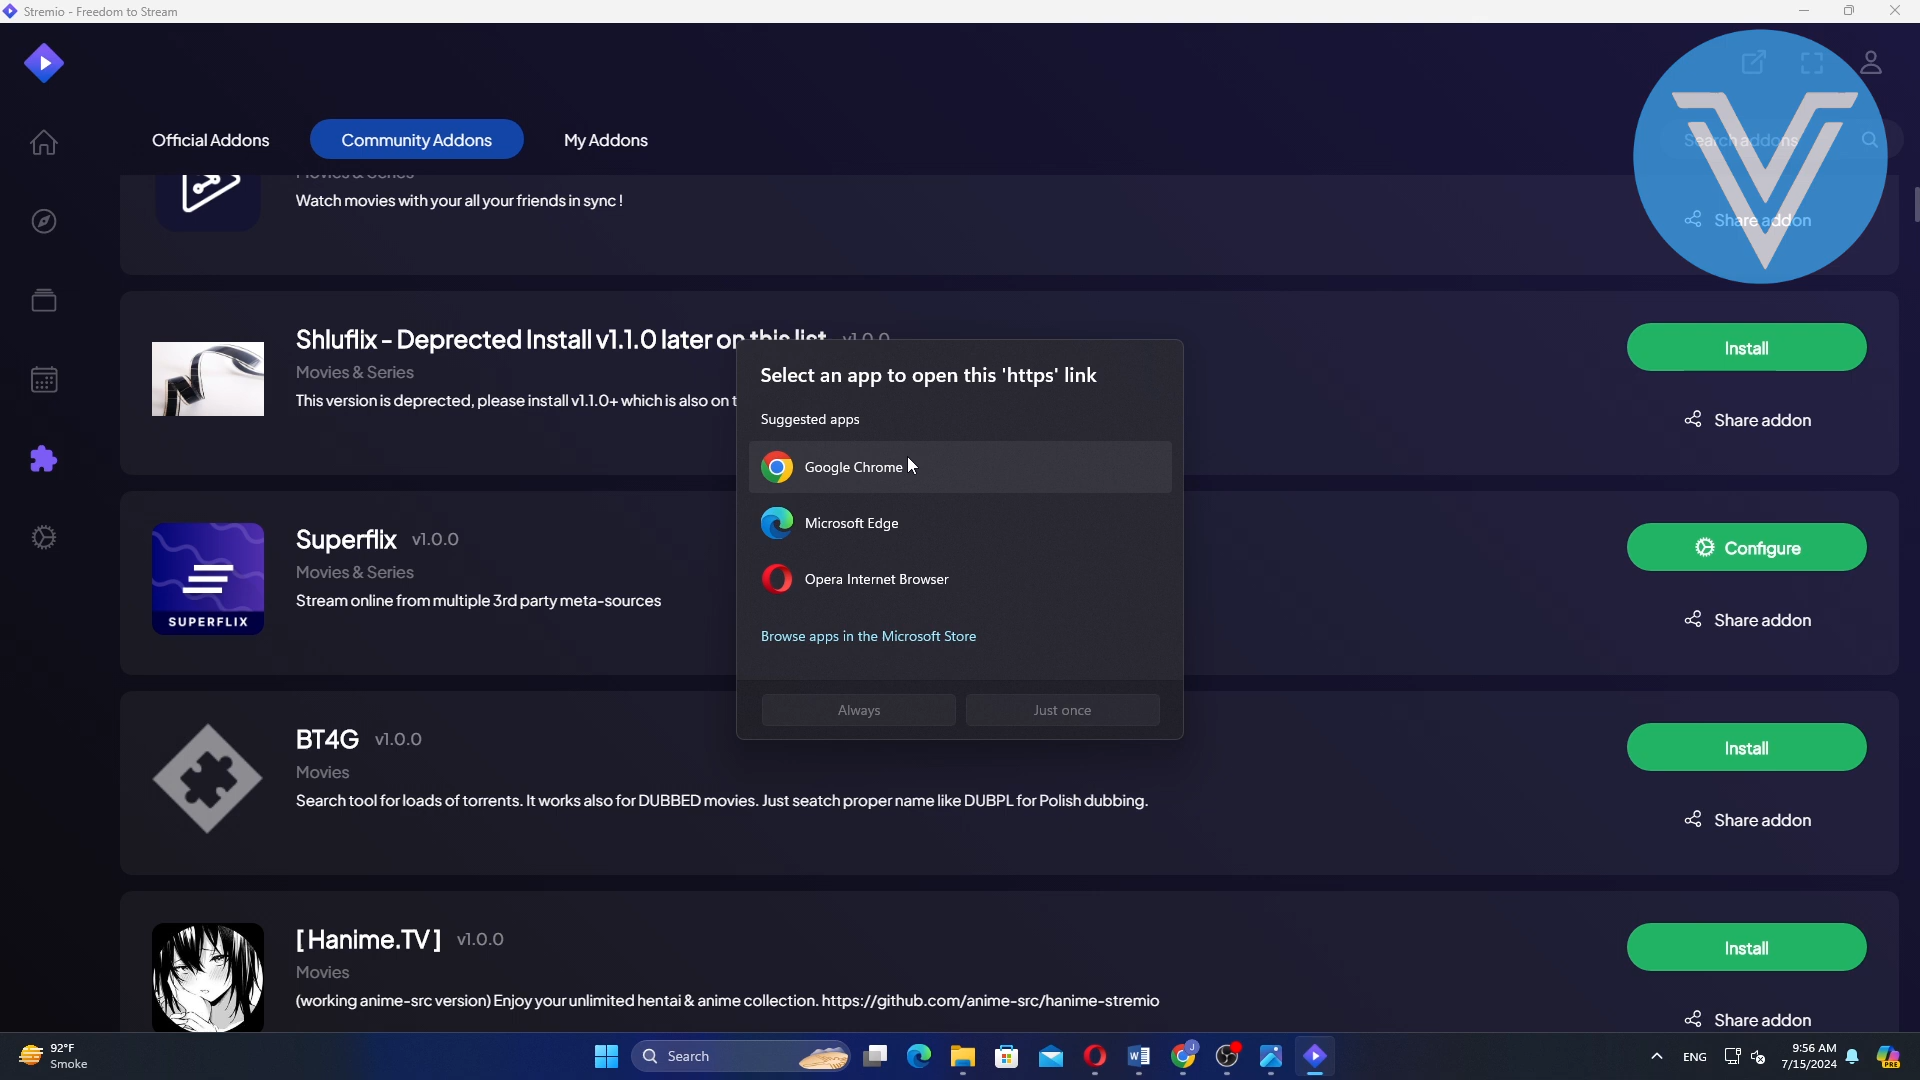 Stremio - Freedom to Stream
Official Addons
Community Addons
My Addons
Search addons
Watch movies with your all your friends in sync !
Share addon
Shluflix - Deprected Install v1.1.0 later on this list v1.0.0
Movies & Series
This version is deprected, please install v1.1.0+ which is also on t
Install
Share addon
Select an app to open this 'https' link
Suggested apps
Google Chrome
Microsoft Edge
Opera Internet Browser
Browse apps in the Microsoft Store
Always
Just once
Superflix v1.0.0
Movies & Series
Stream online from multiple 3rd party meta-sources
SUPERFLIX
Configure
Share addon
BT4G v1.0.0
Movies
Search tool for loads of torrents. It works also for DUBBED movies. Just seatch proper name like DUBPL for Polish dubbing.
Install
Share addon
[ Hanime.TV ] v1.0.0
Movies
(working anime-src version) Enjoy your unlimited hentai & anime collection. https://github.com/anime-src/hanime-stremio
Install
Share addon
92°F
Smoke
Search
ENG
9:56 AM
7/15/2024